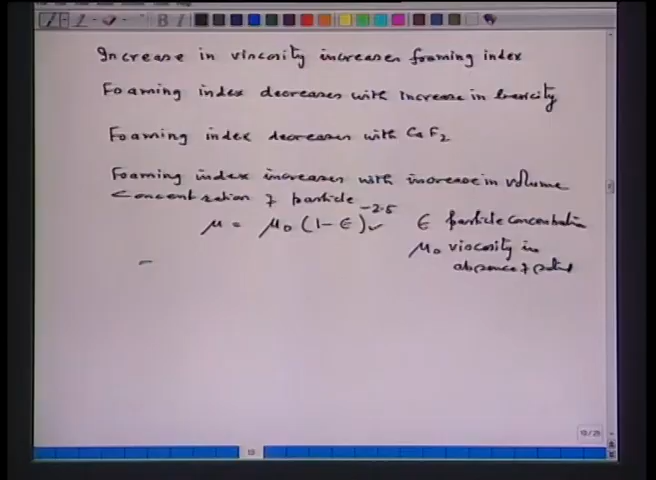 Increase in viscosity increases foaming index
Foaming index decreases with increase in basicity
Foaming index decreases with CaF2
Foaming index increases with increase in volume
concentration of particle
μ = μ0 (1-ϵ)^-2.5 ϵ particle concentration
μ0 viscosity in
absence of
10/25